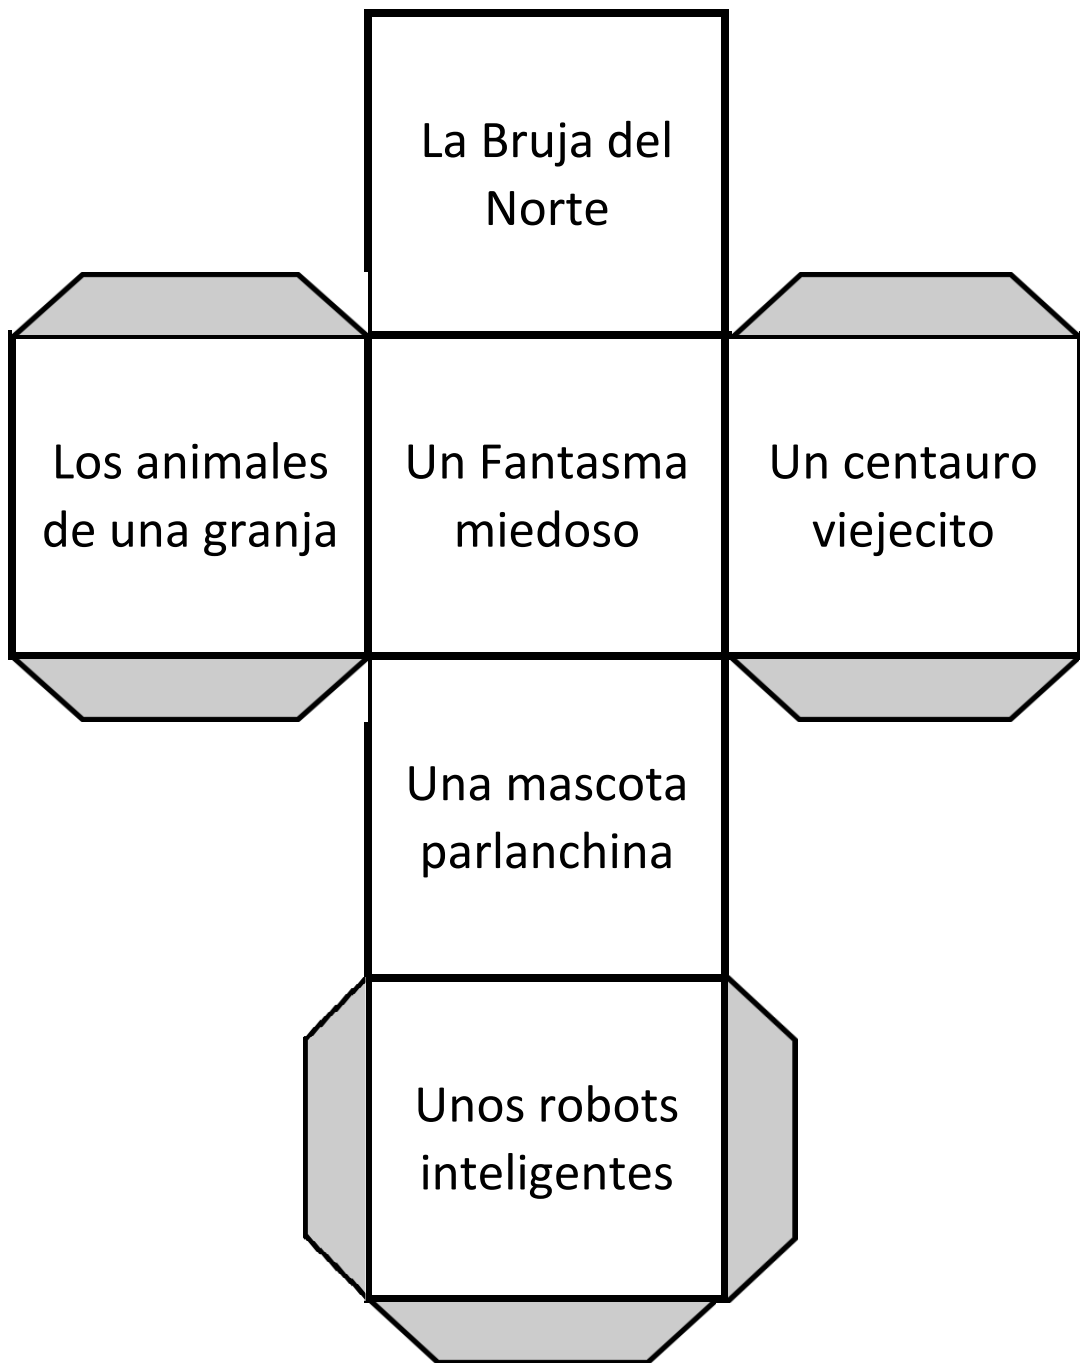 La Bruja del
Norte
Los animales
de una granja
Un Fantasma
miedoso
Un centauro
viejecito
Una mascota
parlanchina
Unos robots
inteligentes